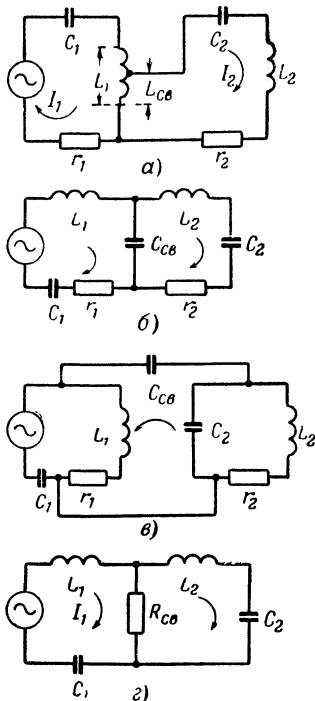 C₁ C₂
L₁ Lсв I₂ L₂
I₁
r₁ r₂
а)
L₁ L₂
Cсв C₂
C₁ r₁ r₂
б)
Cсв
L₁ C₂ L₂
C₁ r₁ r₂
в)
L₁ L₂
I₁ Rсв C₂
C₁
г)